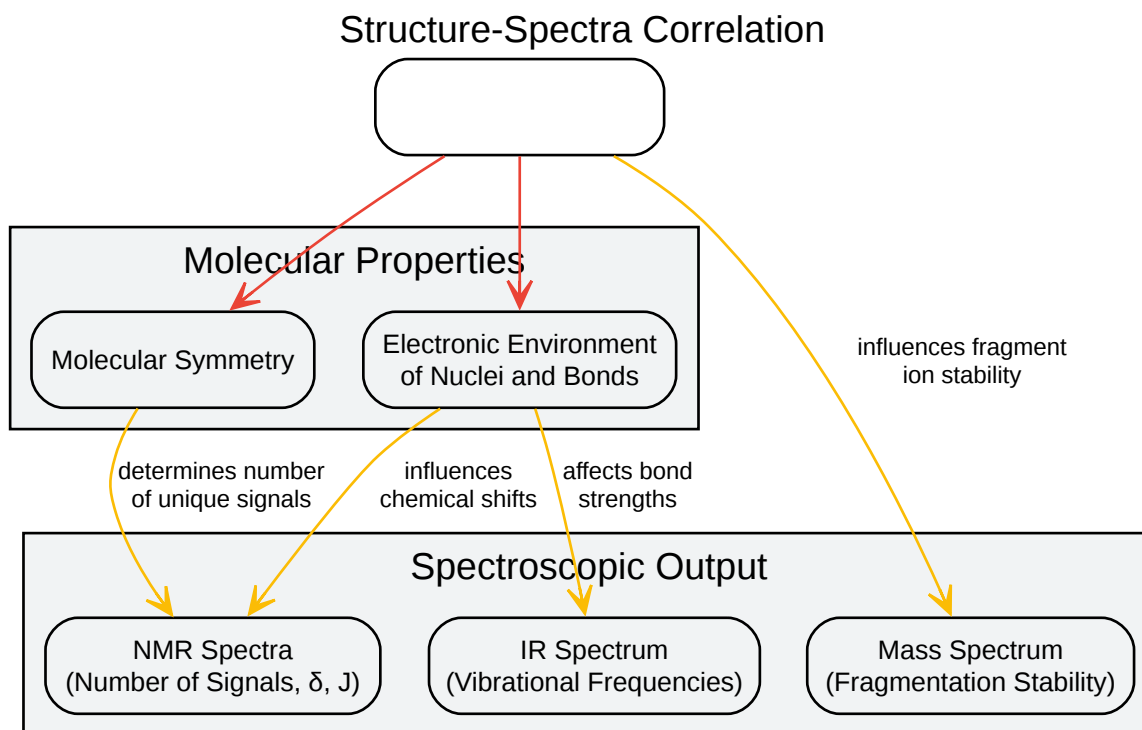 Structure-Spectra Correlation
Molecular Properties
Molecular Symmetry
Electronic Environment
of Nuclei and Bonds
influences fragment
ion stability
determines number
of unique signals
influences
chemical shifts
affects bond
strengths
Spectroscopic Output
NMR Spectra
(Number of Signals, δ, J)
IR Spectrum
(Vibrational Frequencies)
Mass Spectrum
(Fragmentation Stability)